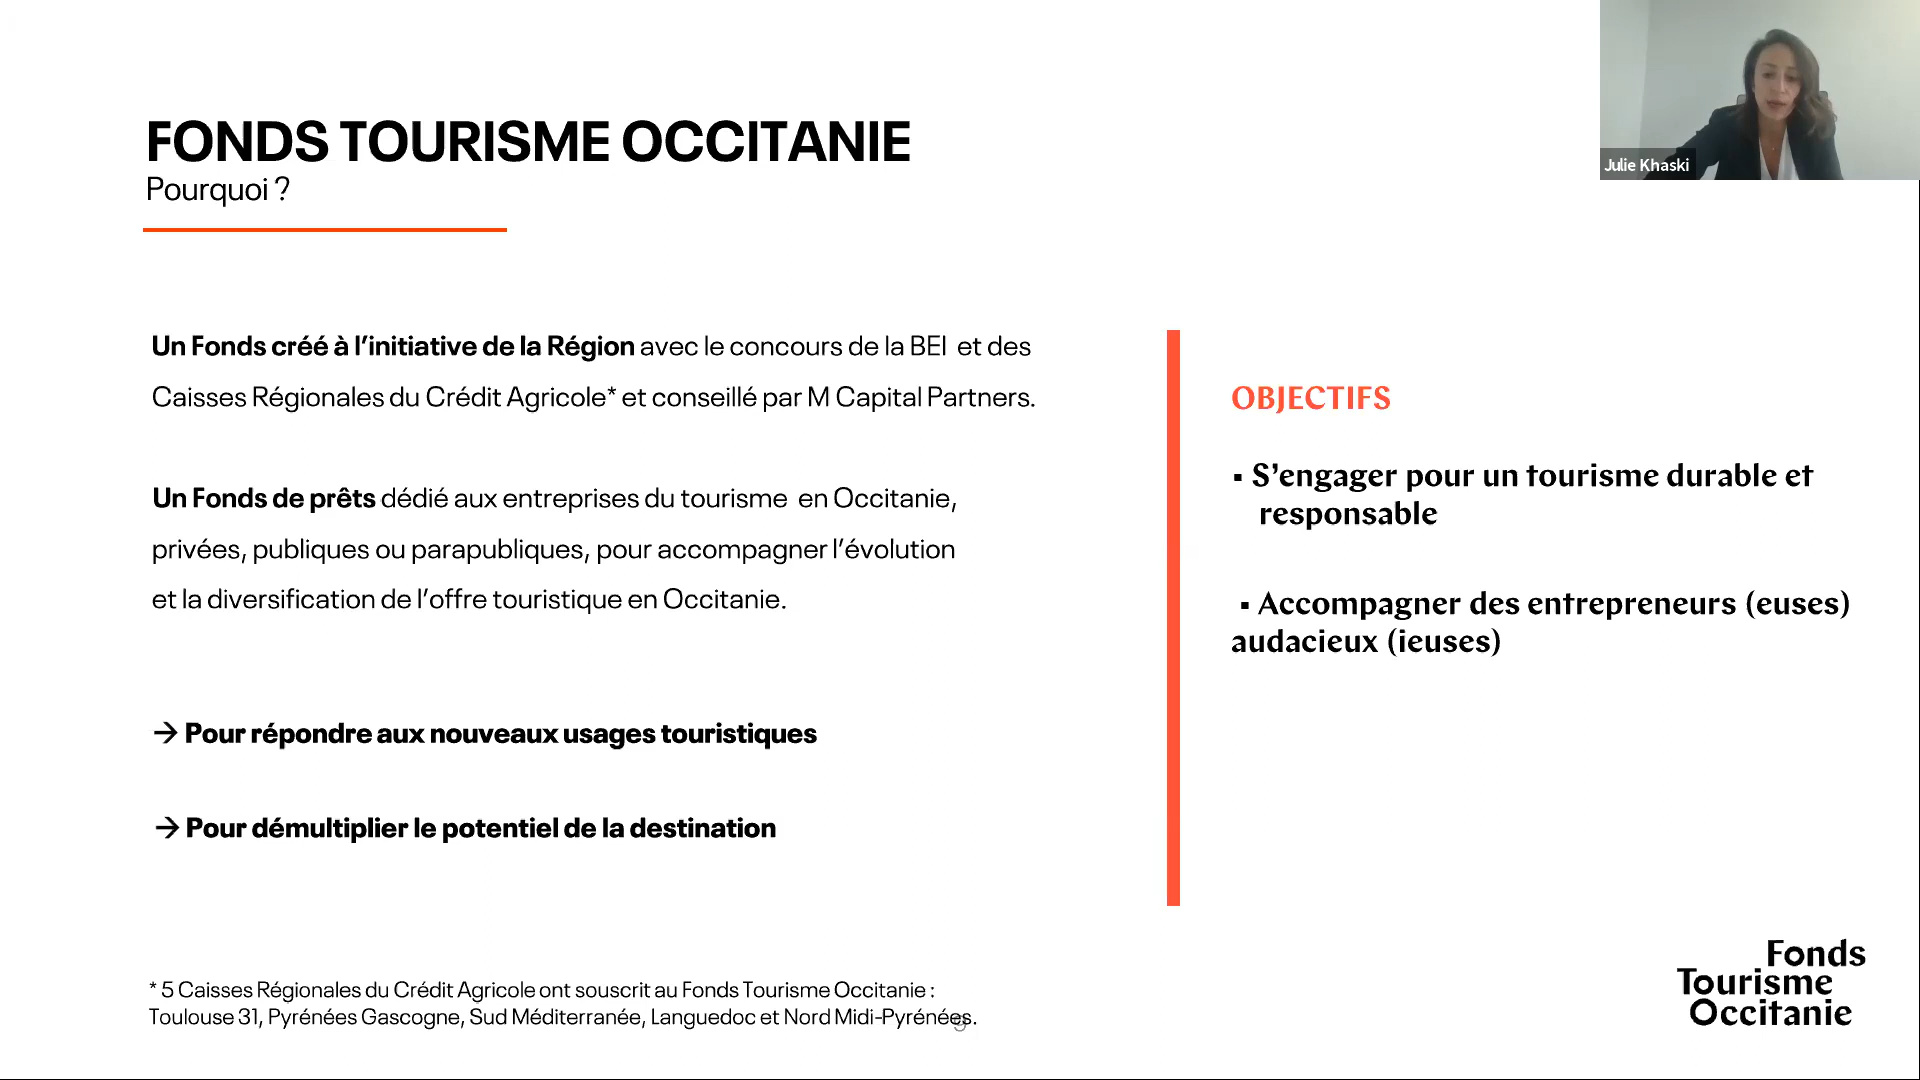 FONDS TOURISME OCCITANIE
Pourquoi ?
Julie Khaski
Un Fonds créé à l’initiative de la Région avec le concours de la BEI et des
Caisses Régionales du Crédit Agricole* et conseillé par M Capital Partners.
Un Fonds de prêts dédié aux entreprises du tourisme en Occitanie,
privées, publiques ou parapubliques, pour accompagner l’évolution
et la diversification de l’offre touristique en Occitanie.
→ Pour répondre aux nouveaux usages touristiques
→ Pour démultiplier le potentiel de la destination
OBJECTIFS
▪ S’engager pour un tourisme durable et
responsable
▪ Accompagner des entrepreneurs (euses)
audacieux (ieuses)
* 5 Caisses Régionales du Crédit Agricole ont souscrit au Fonds Tourisme Occitanie :
Toulouse 31, Pyrénées Gascogne, Sud Méditerranée, Languedoc et Nord Midi-Pyrénées.
9
Fonds
Tourisme
Occitanie